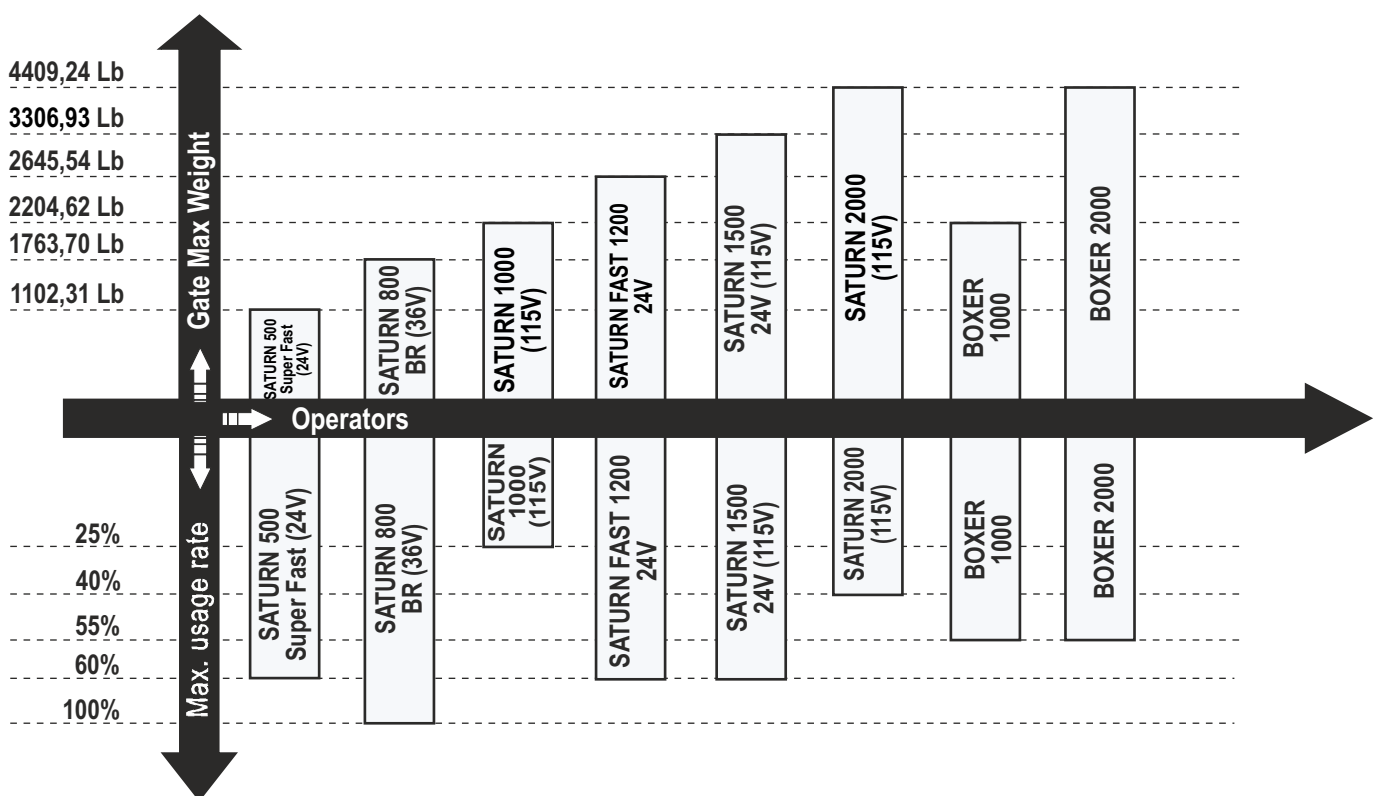 4409,24 Lb
3306,93 Lb
2645,54 Lb
2204,62 Lb
1763,70 Lb
1102,31 Lb
Gate Max Weight
SATURN 500
Super Fast
(24V)
SATURN 800
BR (36V)
SATURN 1000
(115V)
SATURN FAST 1200
24V
SATURN 1500
24V (115V)
SATURN 2000
(115V)
BOXER
1000
BOXER 2000
Operators
25%
40%
55%
60%
100%
Max. usage rate
SATURN 500
Super Fast (24V)
SATURN 800
BR (36V)
SATURN
1000
(115V)
SATURN FAST 1200
24V
SATURN 1500
24V (115V)
SATURN 2000
(115V)
BOXER
1000
BOXER 2000